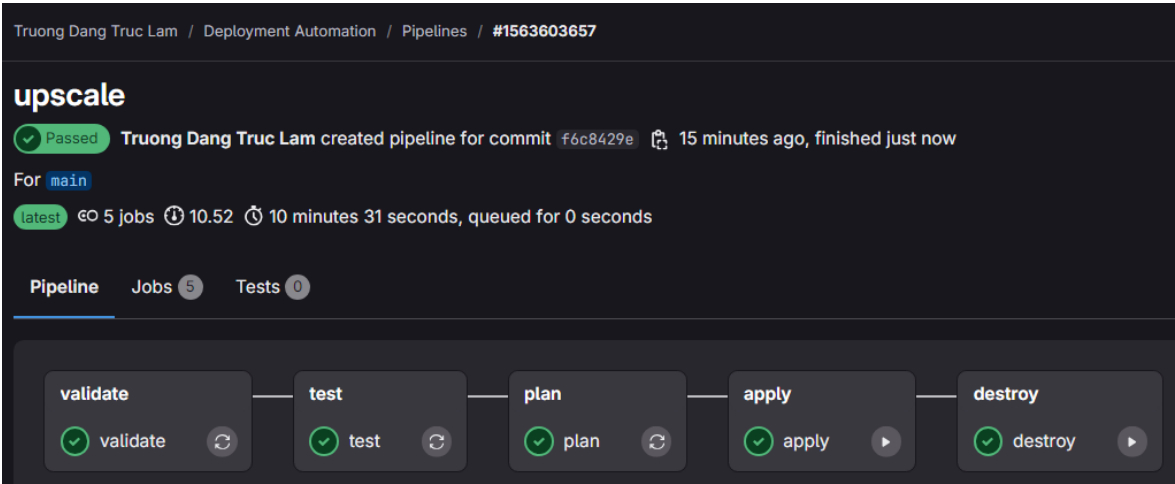 Truong Dang Truc Lam / Deployment Automation / Pipelines / #1563603657
upscale
Passed Truong Dang Truc Lam created pipeline for commit f6c8429e 15 minutes ago, finished just now
For main
latest 5 jobs 10.52 10 minutes 31 seconds, queued for 0 seconds
Pipeline Jobs 5 Tests 0
validate test plan apply destroy
validate test plan apply destroy